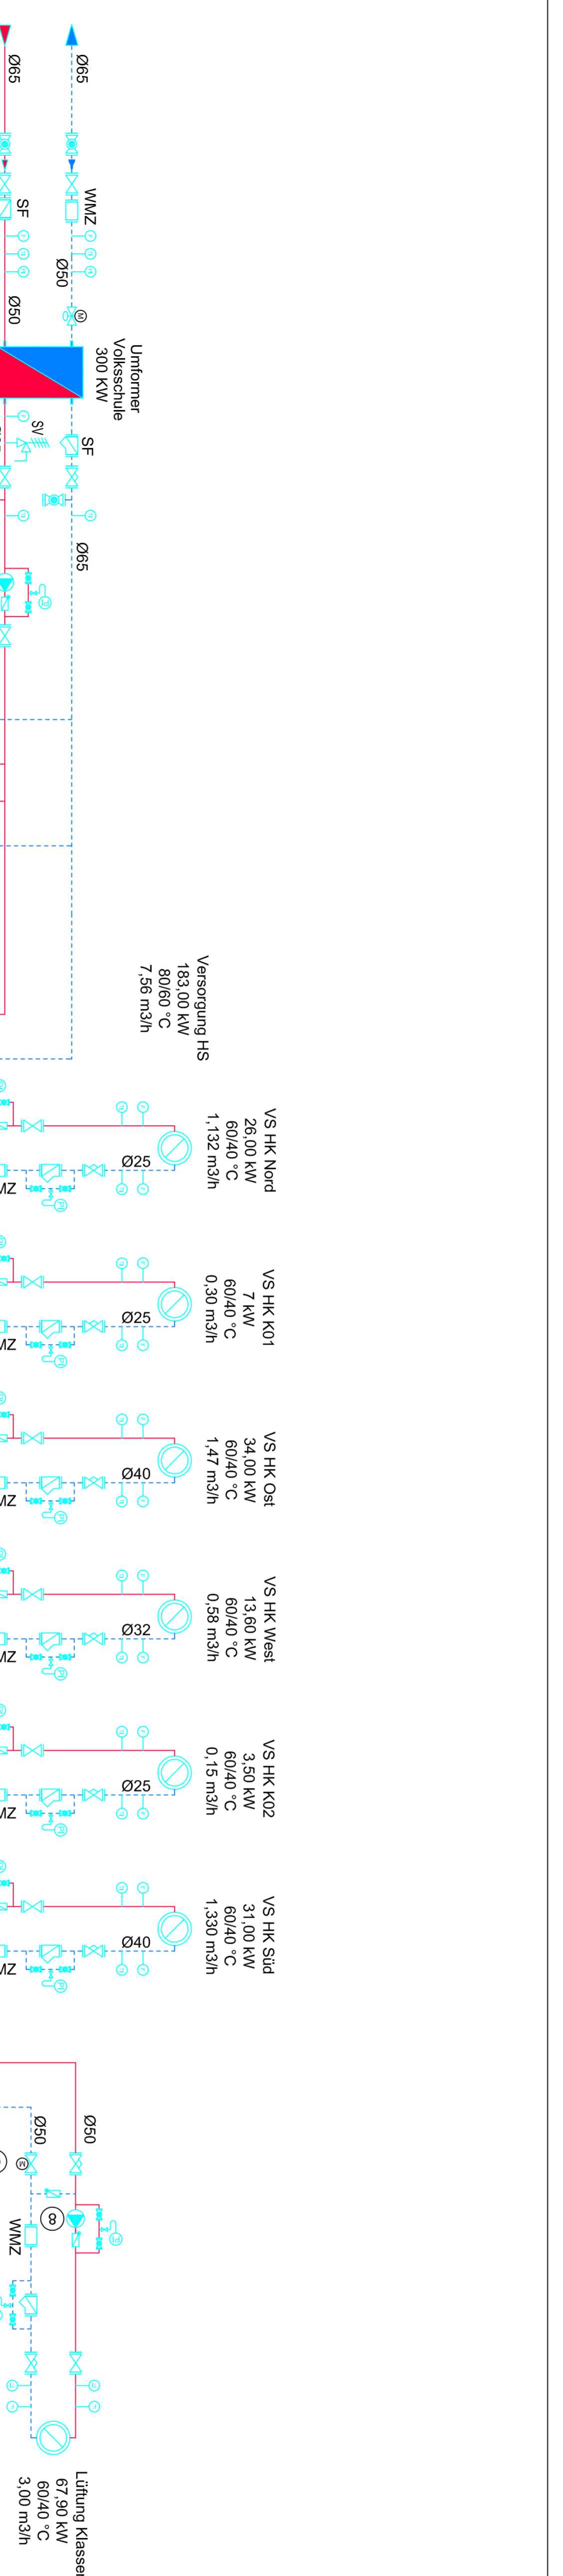 Ø65
Ø65
SF
WMZ
Ø50
Ø50
M
Umformer
Volksschule
300 KW
SV
SF
Ø65
Versorgung HS
183,00 kW
80/60 °C
7,56 m3/h
VS HK Nord
26,00 kW
60/40 °C
1,132 m3/h
Ø25
VS HK K01
7 kW
60/40 °C
0,30 m3/h
Ø25
VS HK Ost
34,00 kW
60/40 °C
1,47 m3/h
Ø40
VS HK West
13,60 kW
60/40 °C
0,58 m3/h
Ø32
VS HK K02
3,50 kW
60/40 °C
0,15 m3/h
Ø25
VS HK Süd
31,00 kW
60/40 °C
1,330 m3/h
Ø40
Ø50
Ø50
M
8
WMZ
Lüftung Klassen
67,90 kW
60/40 °C
3,00 m3/h